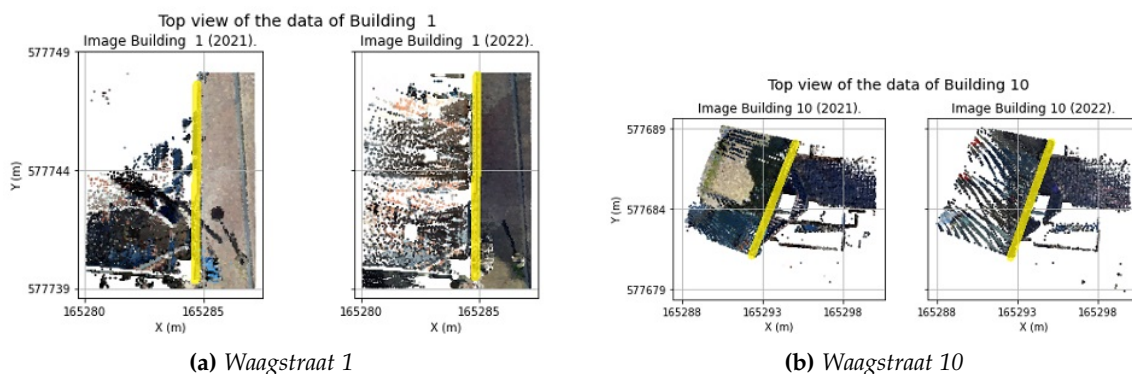 Top view of the data of Building 1
Image Building 1 (2021).
Image Building 1 (2022).
577749
577744
577739
Y (m)
165280
165285
165280
165285
X (m)
X (m)
(a) Waagstraat 1
Top view of the data of Building 10
Image Building 10 (2021).
Image Building 10 (2022).
577689
577684
577679
Y (m)
165288
165293
165298
165288
165293
165298
X (m)
X (m)
(b) Waagstraat 10